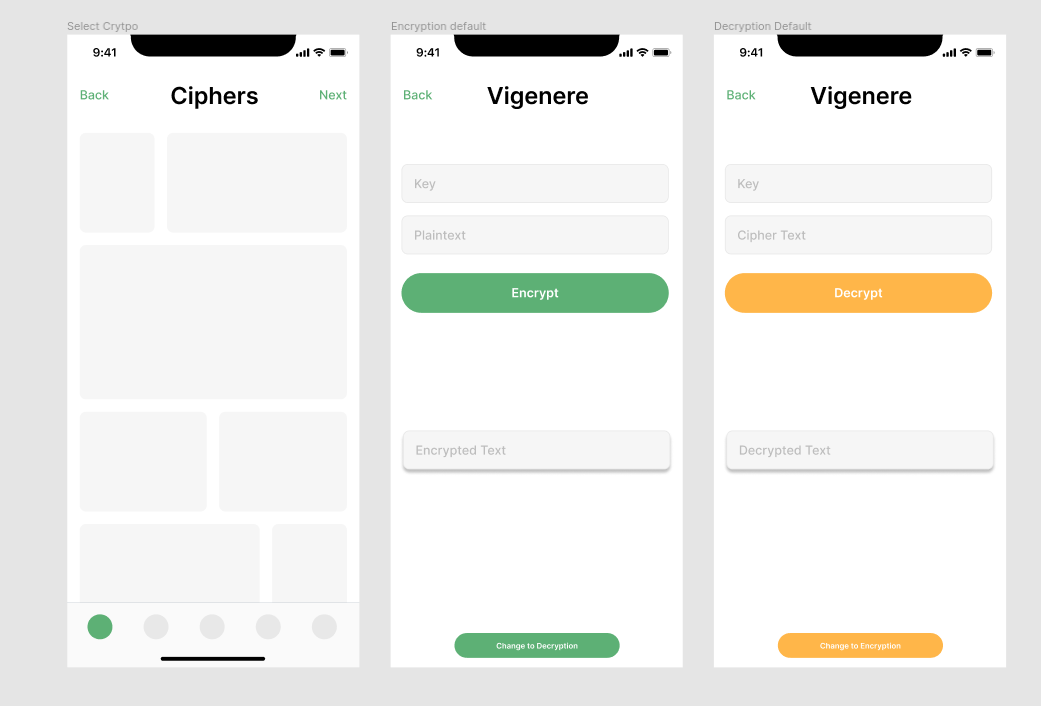 Select Crytpo
9:41
Back
Ciphers
Next
Encryption default
9:41
Back
Vigenere
Key
Plaintext
Encrypt
Encrypted Text
Change to Decryption
Decryption Default
9:41
Back
Vigenere
Key
Cipher Text
Decrypt
Decrypted Text
Change to Encryption